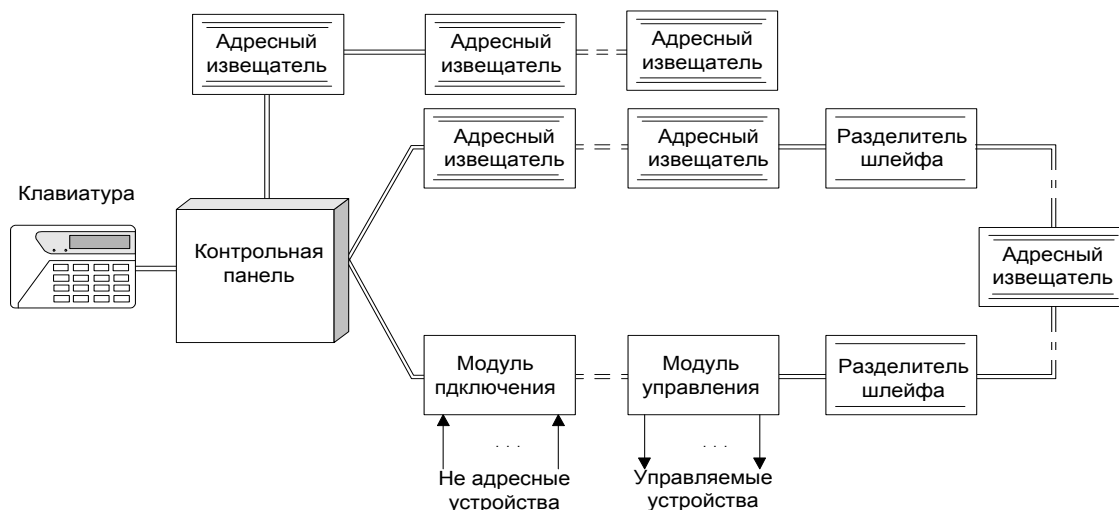 Адресный
извещатель
Адресный
извещатель
Адресный
извещатель
Адресный
извещатель
Адресный
извещатель
Разделитель
шлейфа
Клавиатура
Контрольная
панель
Адресный
извещатель
Модуль
пдключения
Модуль
управления
Разделитель
шлейфа
. . .
. . .
Не адресные
устройства
Управляемые
устройства